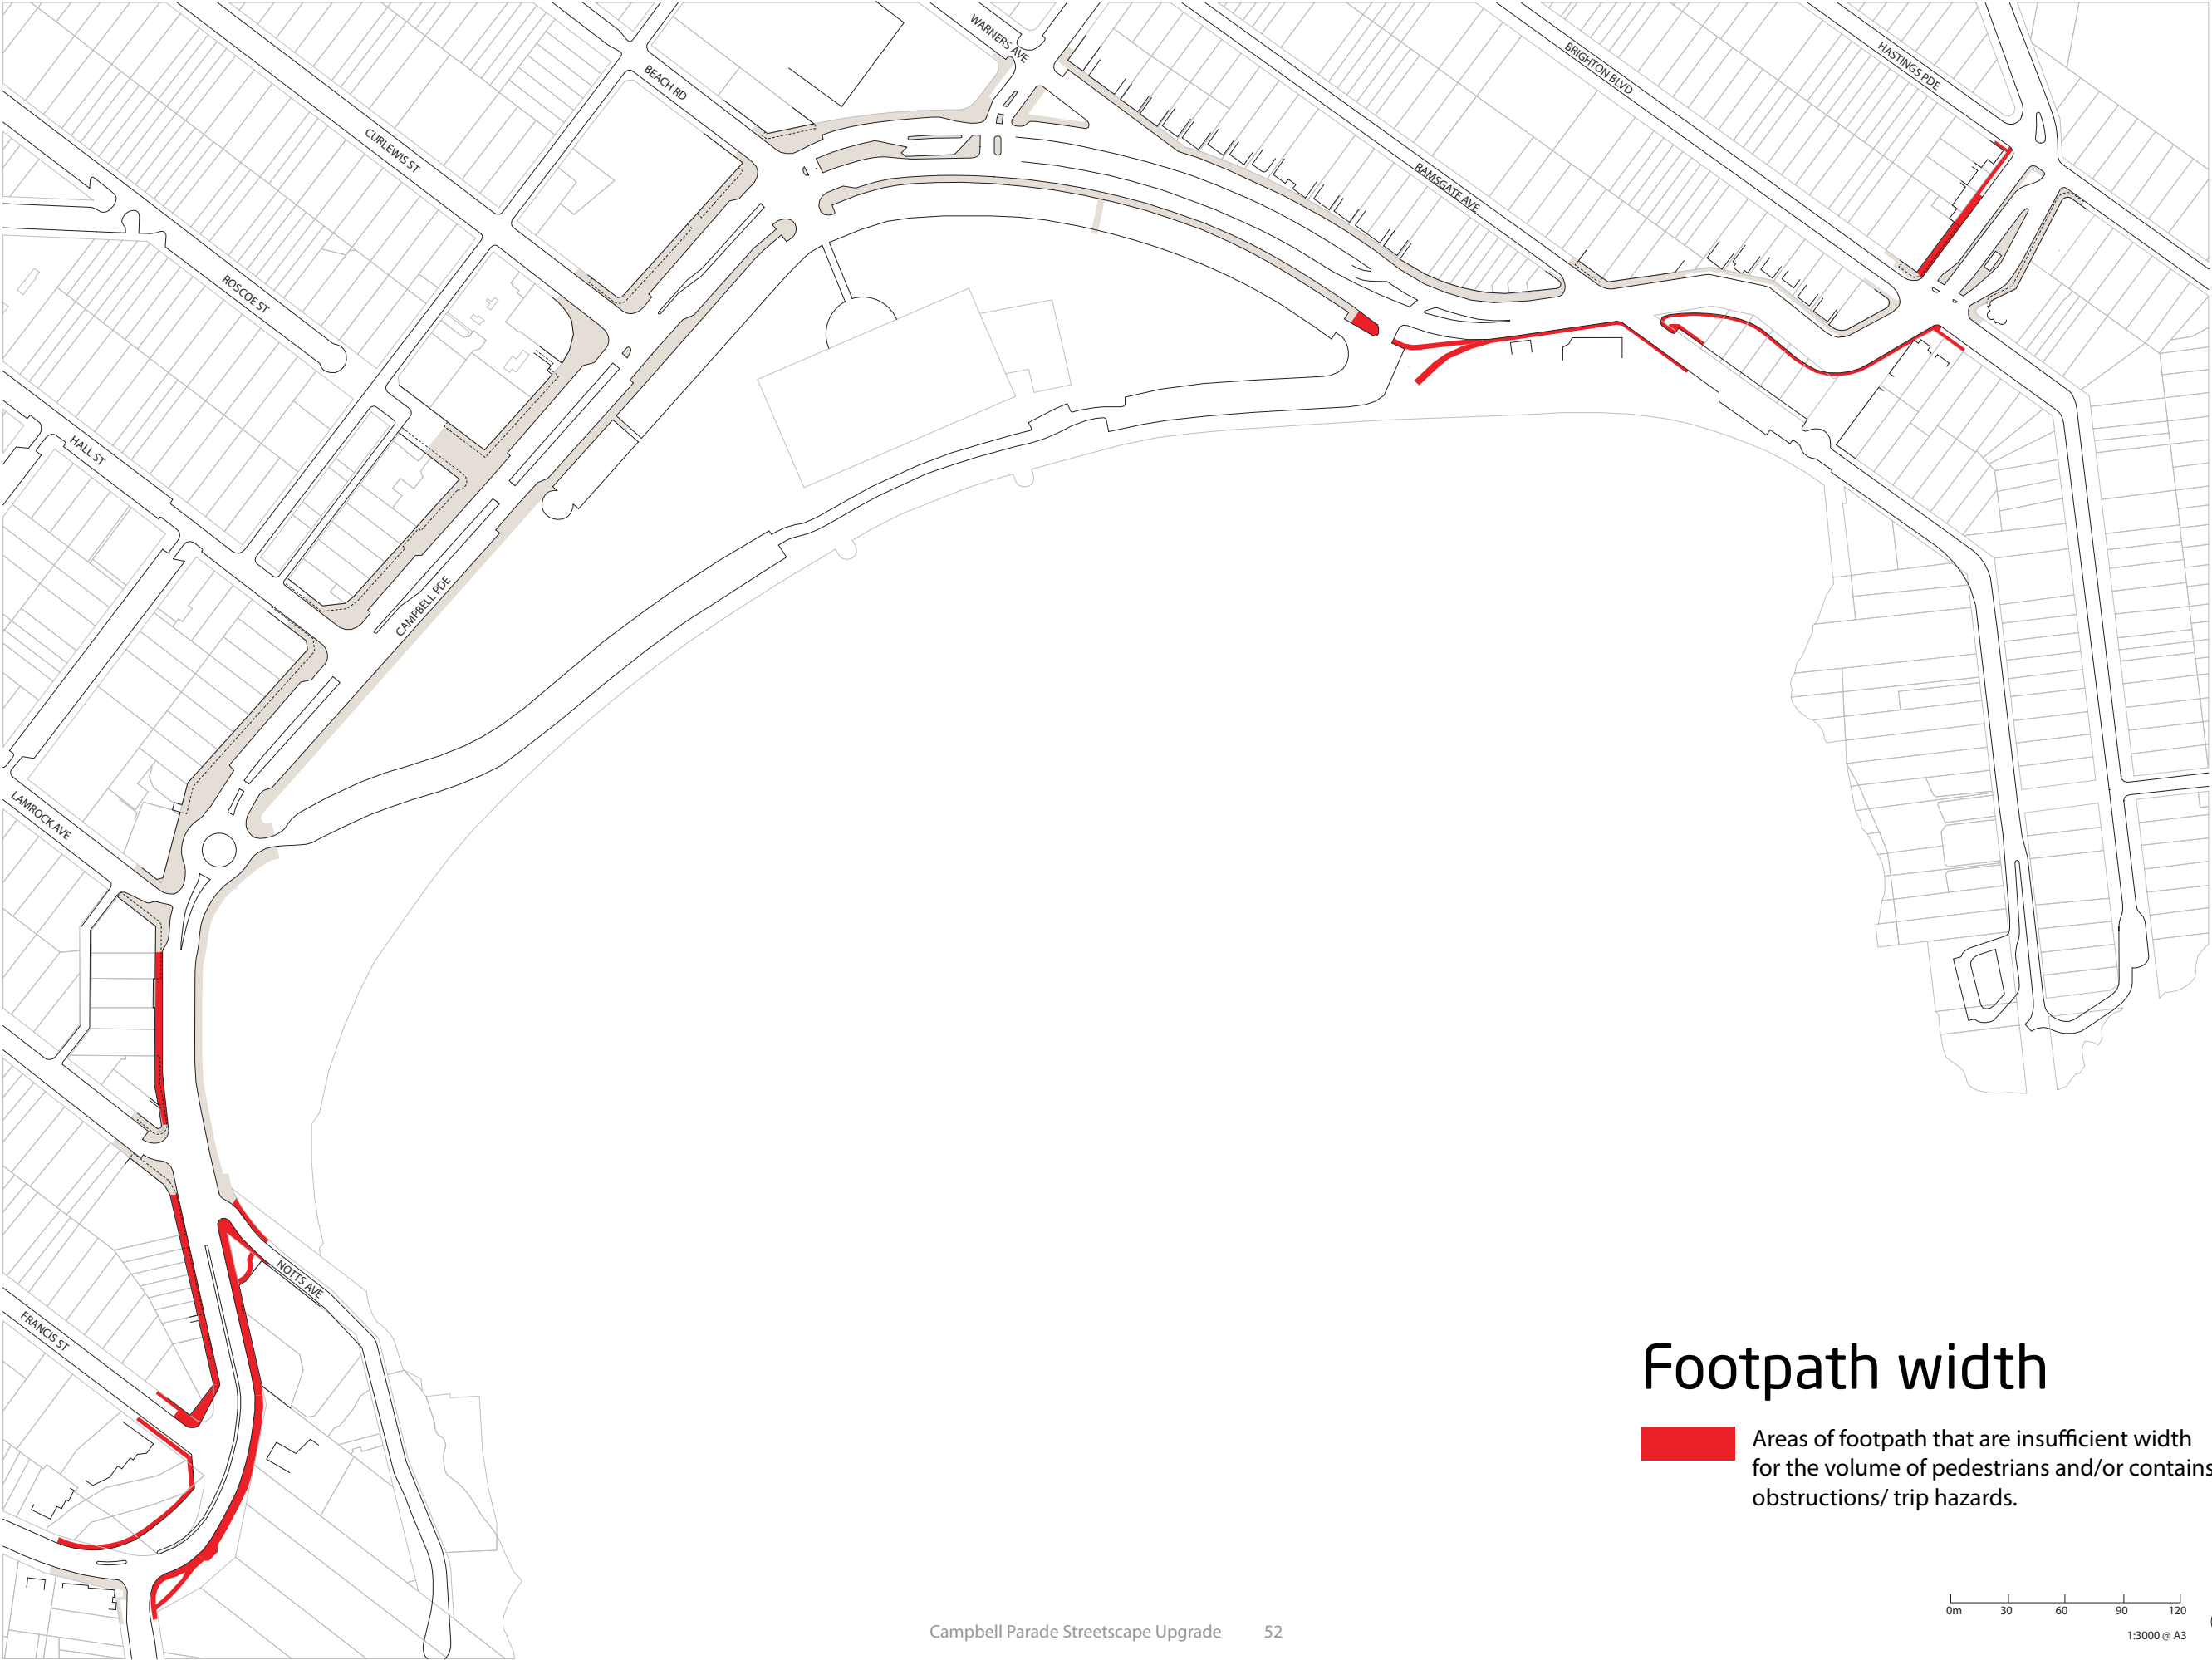 WARNERS AVE
BEACH RD
BRIGHTON BLVD
HASTINGS PDE
CURLEWIS ST
RAMSGATE AVE
ROSCOE ST
HALL ST
CAMPBELL PDE
LAMROCK AVE
NOTTS AVE
FRANCIS ST
Footpath width
Areas of footpath that are insufficient width
for the volume of pedestrians and/or contains
obstructions/ trip hazards.
0m 30 60 90 120
1:3000 @ A3
Campbell Parade Streetscape Upgrade 52